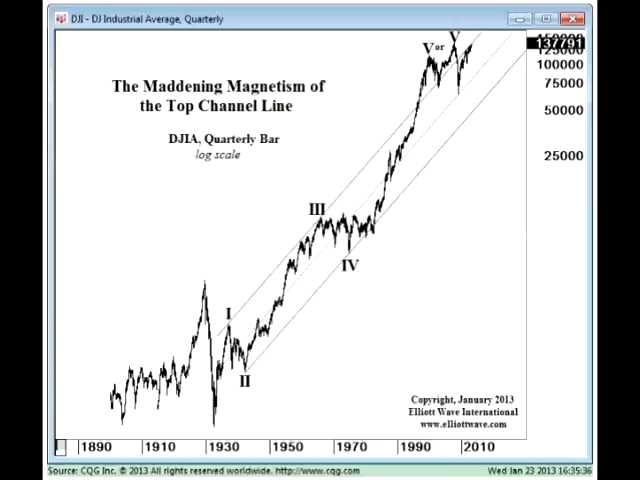 DJI - DJ Industrial Average, Quarterly
V or V
137791
100000
The Maddening Magnetism of
75000
the Top Channel Line
50000
DJIA, Quarterly Bar
log scale
25000
III
IV
I
II
Copyright, January 2013
Elliott Wave International
www.elliottwave.com
1890 1910 1930 1950 1970 1990 2010
Source: CQG Inc. © 2013 All rights reserved worldwide. http://www.cqg.com Wed Jan 23 2013 16:35:36